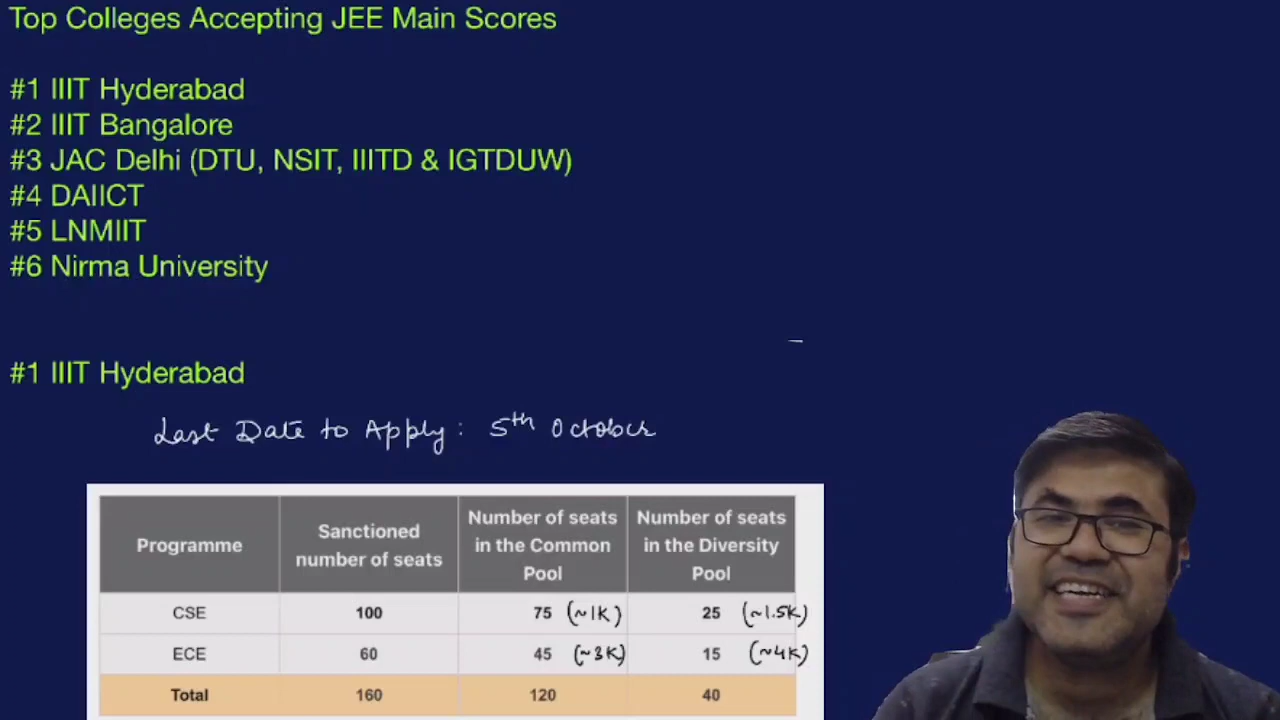 Top Colleges Accepting JEE Main Scores
#1 IIIT Hyderabad
#2 IIIT Bangalore
#3 JAC Delhi (DTU, NSIT, IIITD & IGTDUW)
#4 DAIICT
#5 LNMIIT
#6 Nirma University
#1 IIIT Hyderabad
Last Date to Apply: 5th October
Programme Sanctioned number of seats Number of seats in the Common Pool Number of seats in the Diversity Pool
CSE 100 75 (~1K) 25 (~1.5K)
ECE 60 45 (~3K) 15 (~4K)
Total 160 120 40